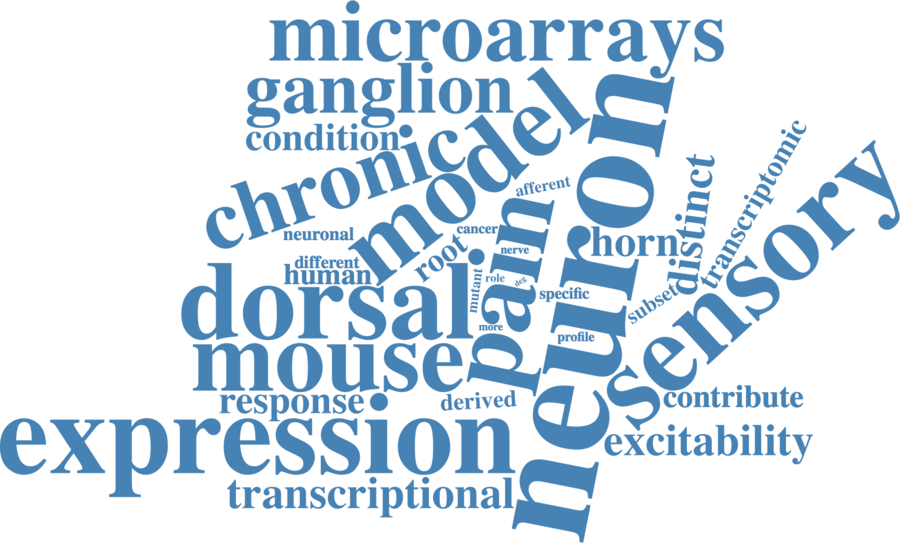 microarrays
ganglion
condition
chronic
model
neuron
afferent
distinct
transcriptomic
sensory
neuronal
cancer
root
nerve
pain
horn
different
human
mutant
role
deg
specific
subset
dorsal
more
profile
mouse
response
derived
contribute
expression
excitability
transcriptional